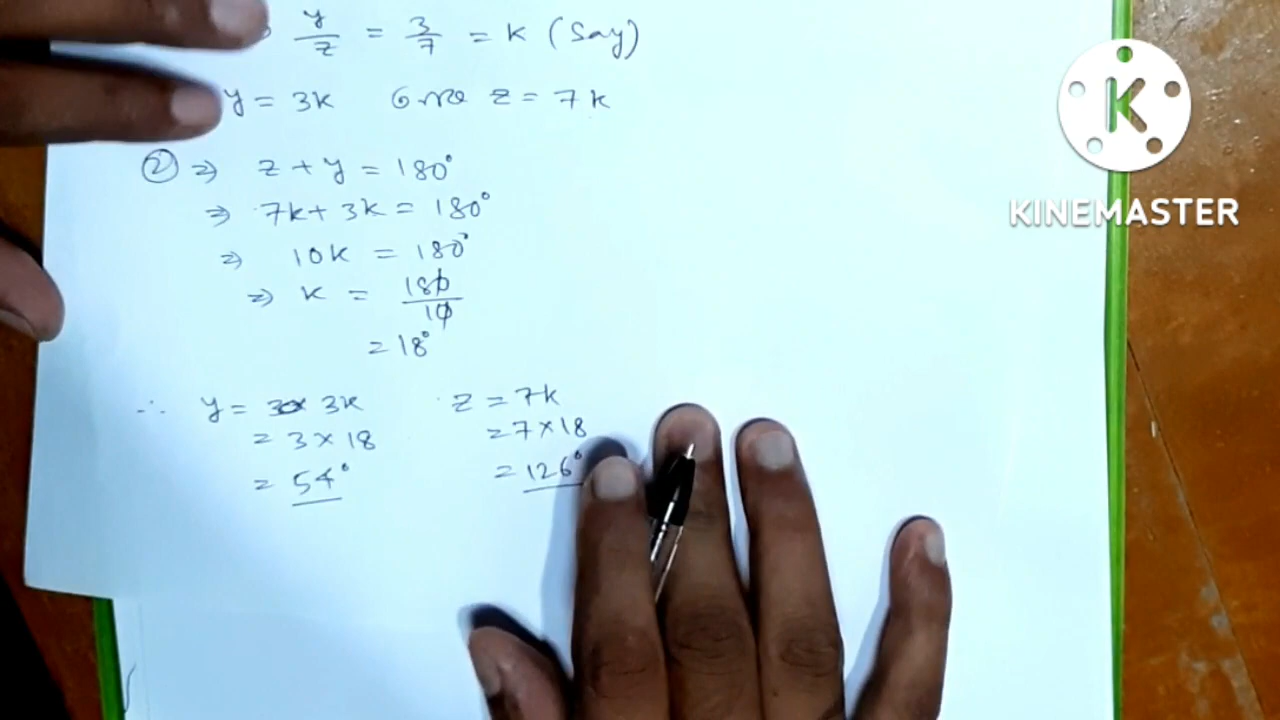 y/z = 3/7 = K (Say)
y = 3K z = 7K
② ⇒ z + y = 180°
⇒ 7K + 3K = 180°
⇒ 10K = 180°
⇒ K = 180/10
= 18°
∴ y = 3K z = 7K
= 3 × 18 = 7 × 18
= 54° = 126°
K
KINEMASTER